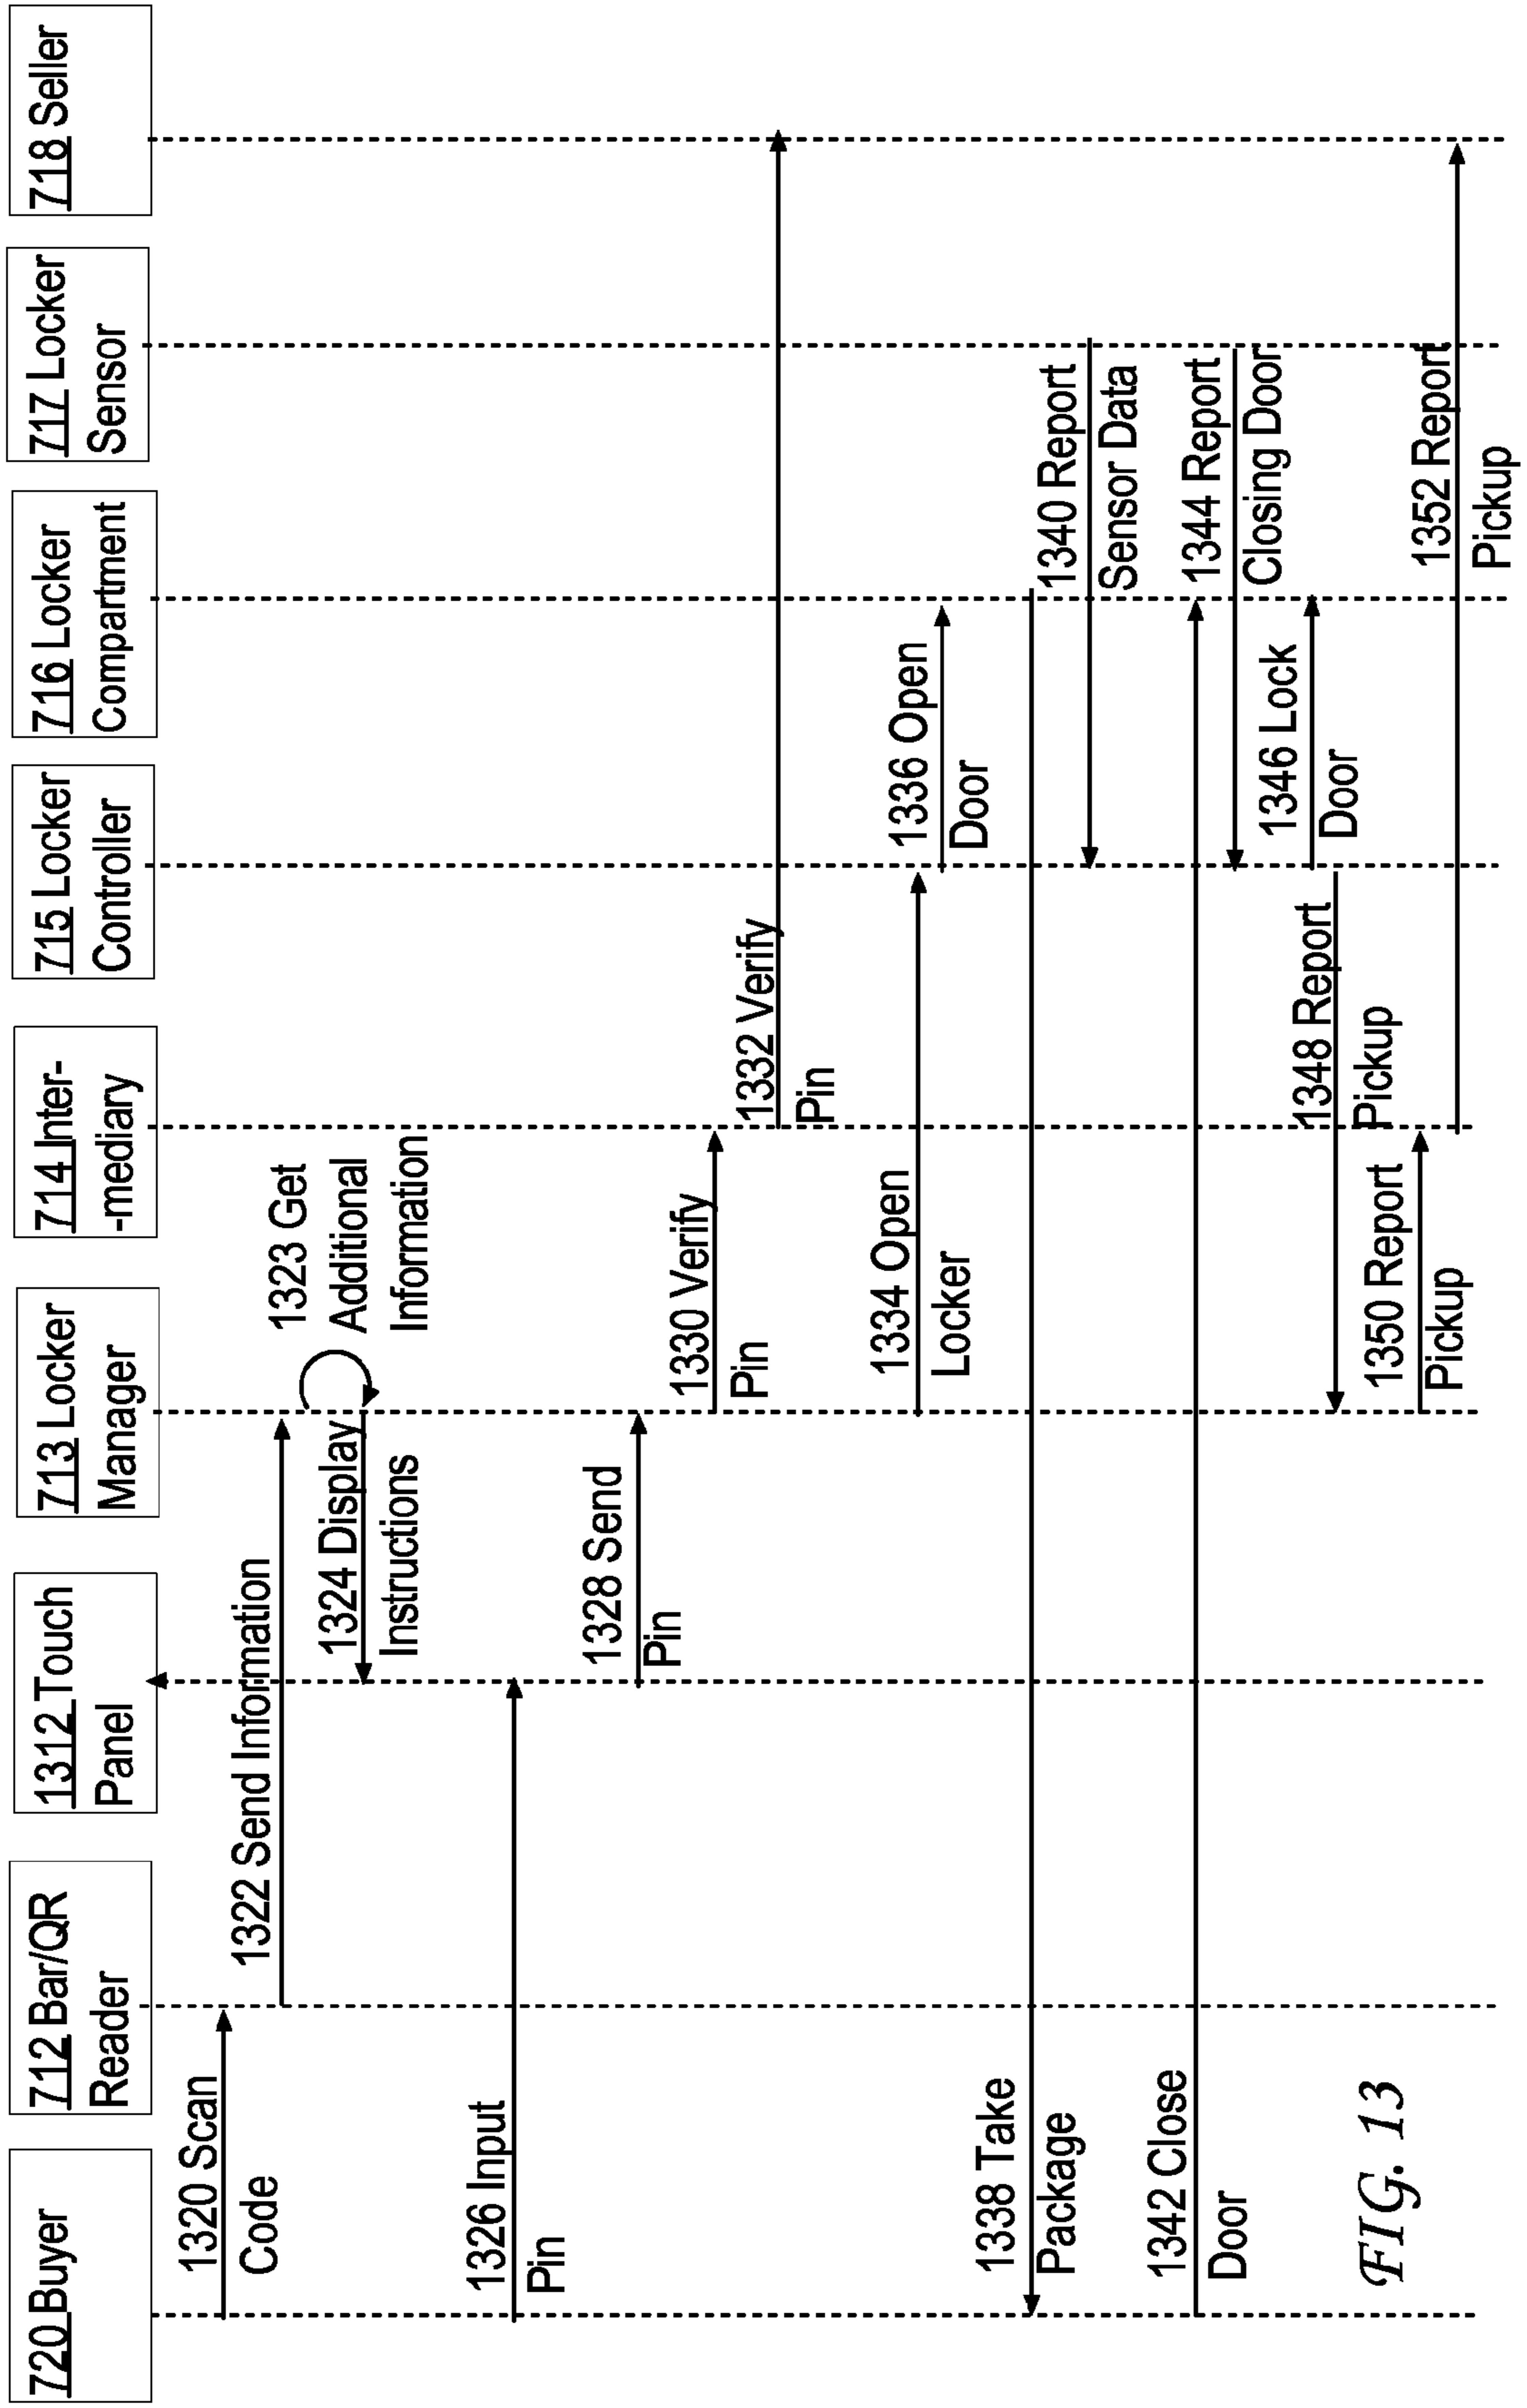 720 Buyer
712 Bar/QR
Reader
1312 Touch
Panel
713 Locker
Manager
714 Inter-
-mediary
715 Locker
Controller
716 Locker
Compartment
717 Locker
Sensor
718 Seller
1320 Scan
Code
1322 Send Information
1323 Get
Additional
Information
1324 Display
Instructions
1326 Input
Pin
1328 Send
Pin
1330 Verify
Pin
1332 Verify
Pin
1334 Open
Locker
1336 Open
Door
1338 Take
Package
1340 Report
Sensor Data
1342 Close
Door
1344 Report
Closing Door
1346 Lock
Door
1348 Report
Pickup
1350 Report
Pickup
1352 Report
Pickup
FIG. 13